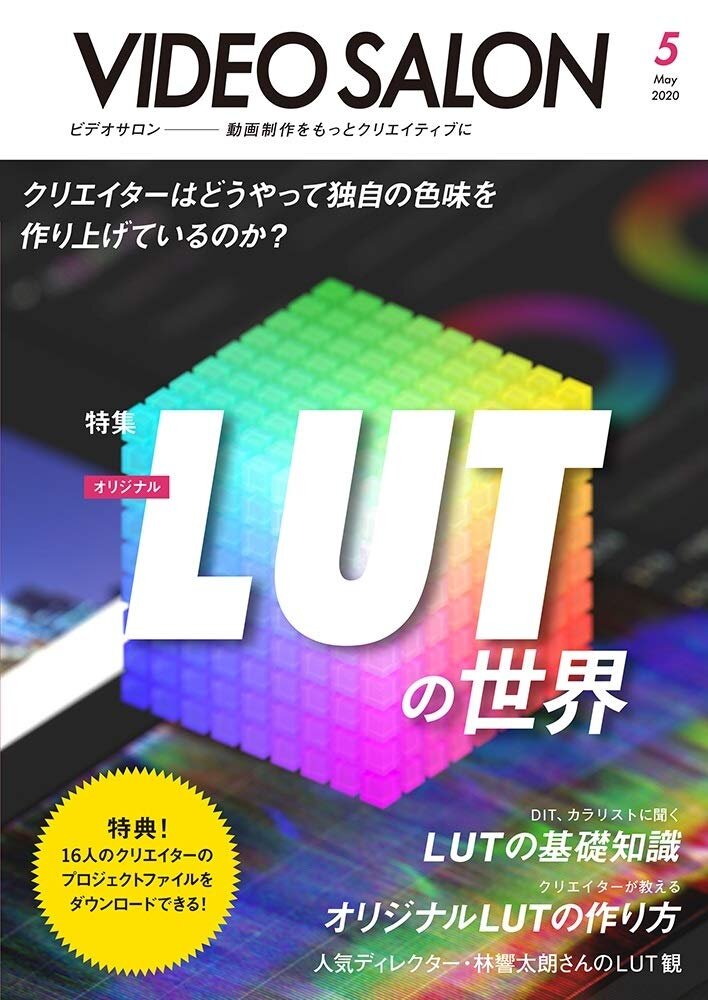 VIDEO SALON
5
May
2020
ビデオサロン――― 動画制作をもっとクリエイティブに
クリエイターはどうやって独自の色味を
作り上げているのか?
特集
オリジナル
LUT
の世界
特典!
16人のクリエイターの
プロジェクトファイルを
ダウンロードできる!
DIT、カラリストに聞く
LUTの基礎知識
クリエイターが教える
オリジナルLUTの作り方
人気ディレクター・林響太朗さんのLUT観